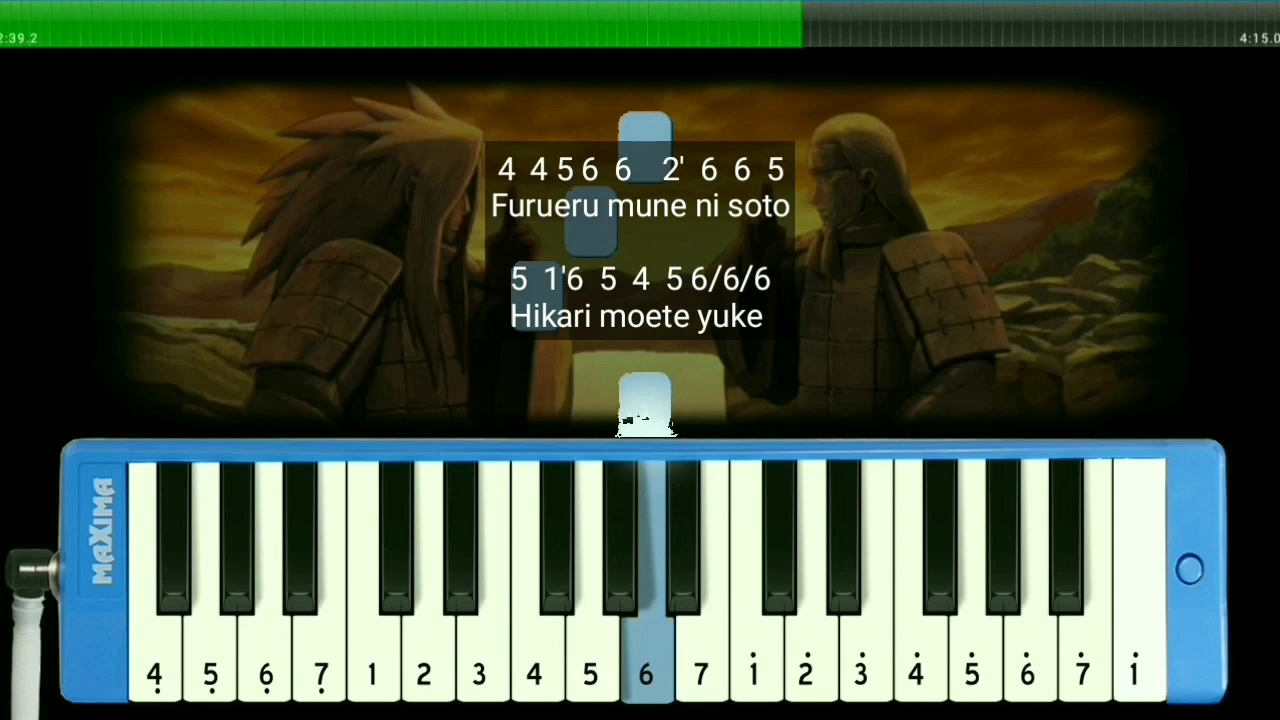 2:39.2
4:15.0
4 4 5 6 6 2' 6 6 5
Furueru mune ni soto
5 1'6 5 4 5 6/6/6
Hikari moete yuke
MAXIMA
4̣ 5̣ 6̣ 7̣ 1 2 3 4 5 6 7 1̇ 2̇ 3̇ 4̇ 5̇ 6̇ 7̇ 1̇